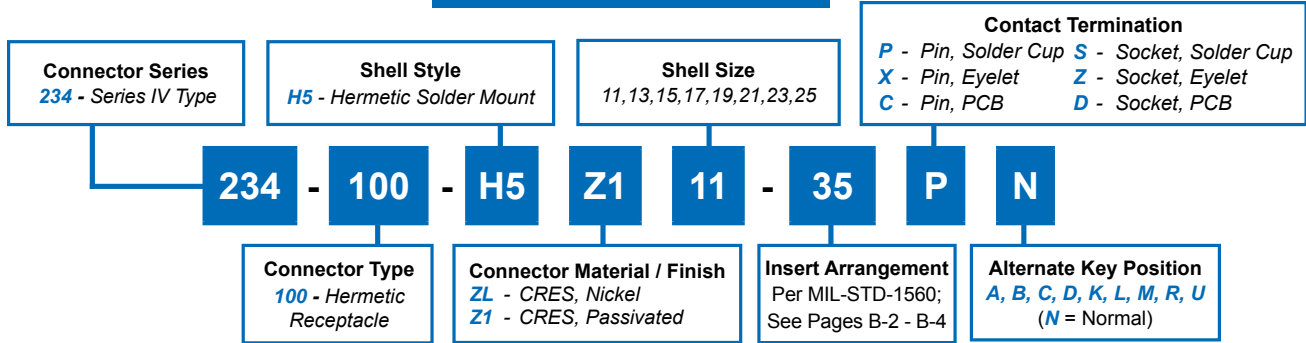 Connector Series
234 - Series IV Type
Shell Style
H5 - Hermetic Solder Mount
Shell Size
11,13,15,17,19,21,23,25
Contact Termination
P - Pin, Solder Cup S - Socket, Solder Cup
X - Pin, Eyelet Z - Socket, Eyelet
C - Pin, PCB D - Socket, PCB
234 - 100 - H5 Z1 11 - 35 P N
Connector Type
100 - Hermetic
Receptacle
Connector Material / Finish
ZL - CRES, Nickel
Z1 - CRES, Passivated
Insert Arrangement
Per MIL-STD-1560;
See Pages B-2 - B-4
Alternate Key Position
A, B, C, D, K, L, M, R, U
(N = Normal)